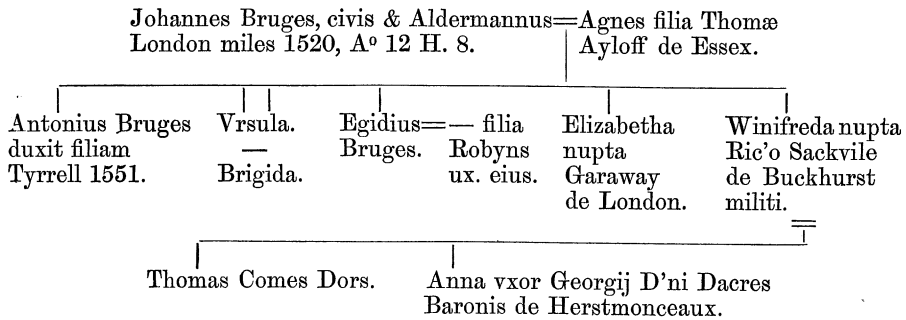 Johannes Bruges, civis & Aldermannus=Agnes filia Thomæ
London miles 1520, Aº 12 H. 8. Ayloff de Essex.
Antonius Bruges
duxit filiam
Tyrrell 1551.
Vrsula.
—
Brigida.
Egidius=— filia
Bruges. Robyns
ux. eius.
Elizabetha
nupta
Garaway
de London.
Winifreda nupta
Ric'o Sackvile
de Buckhurst
militi.
Thomas Comes Dors.
Anna vxor Georgij D'ni Dacres
Baronis de Herstmonceaux.